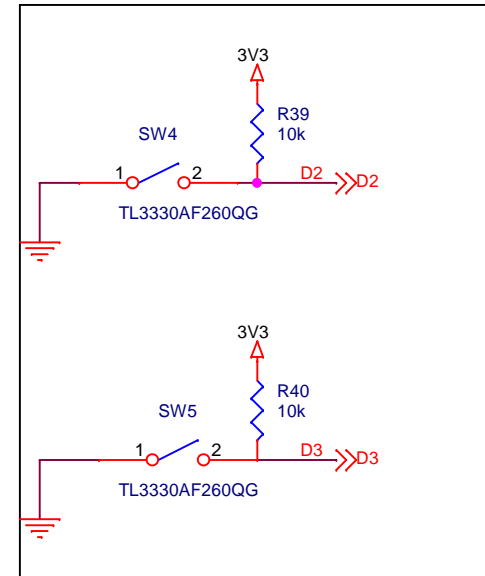 3V3
R39
10k
SW4
1 2
D2
D2
TL3330AF260QG
3V3
R40
10k
SW5
1 2
D3
D3
TL3330AF260QG